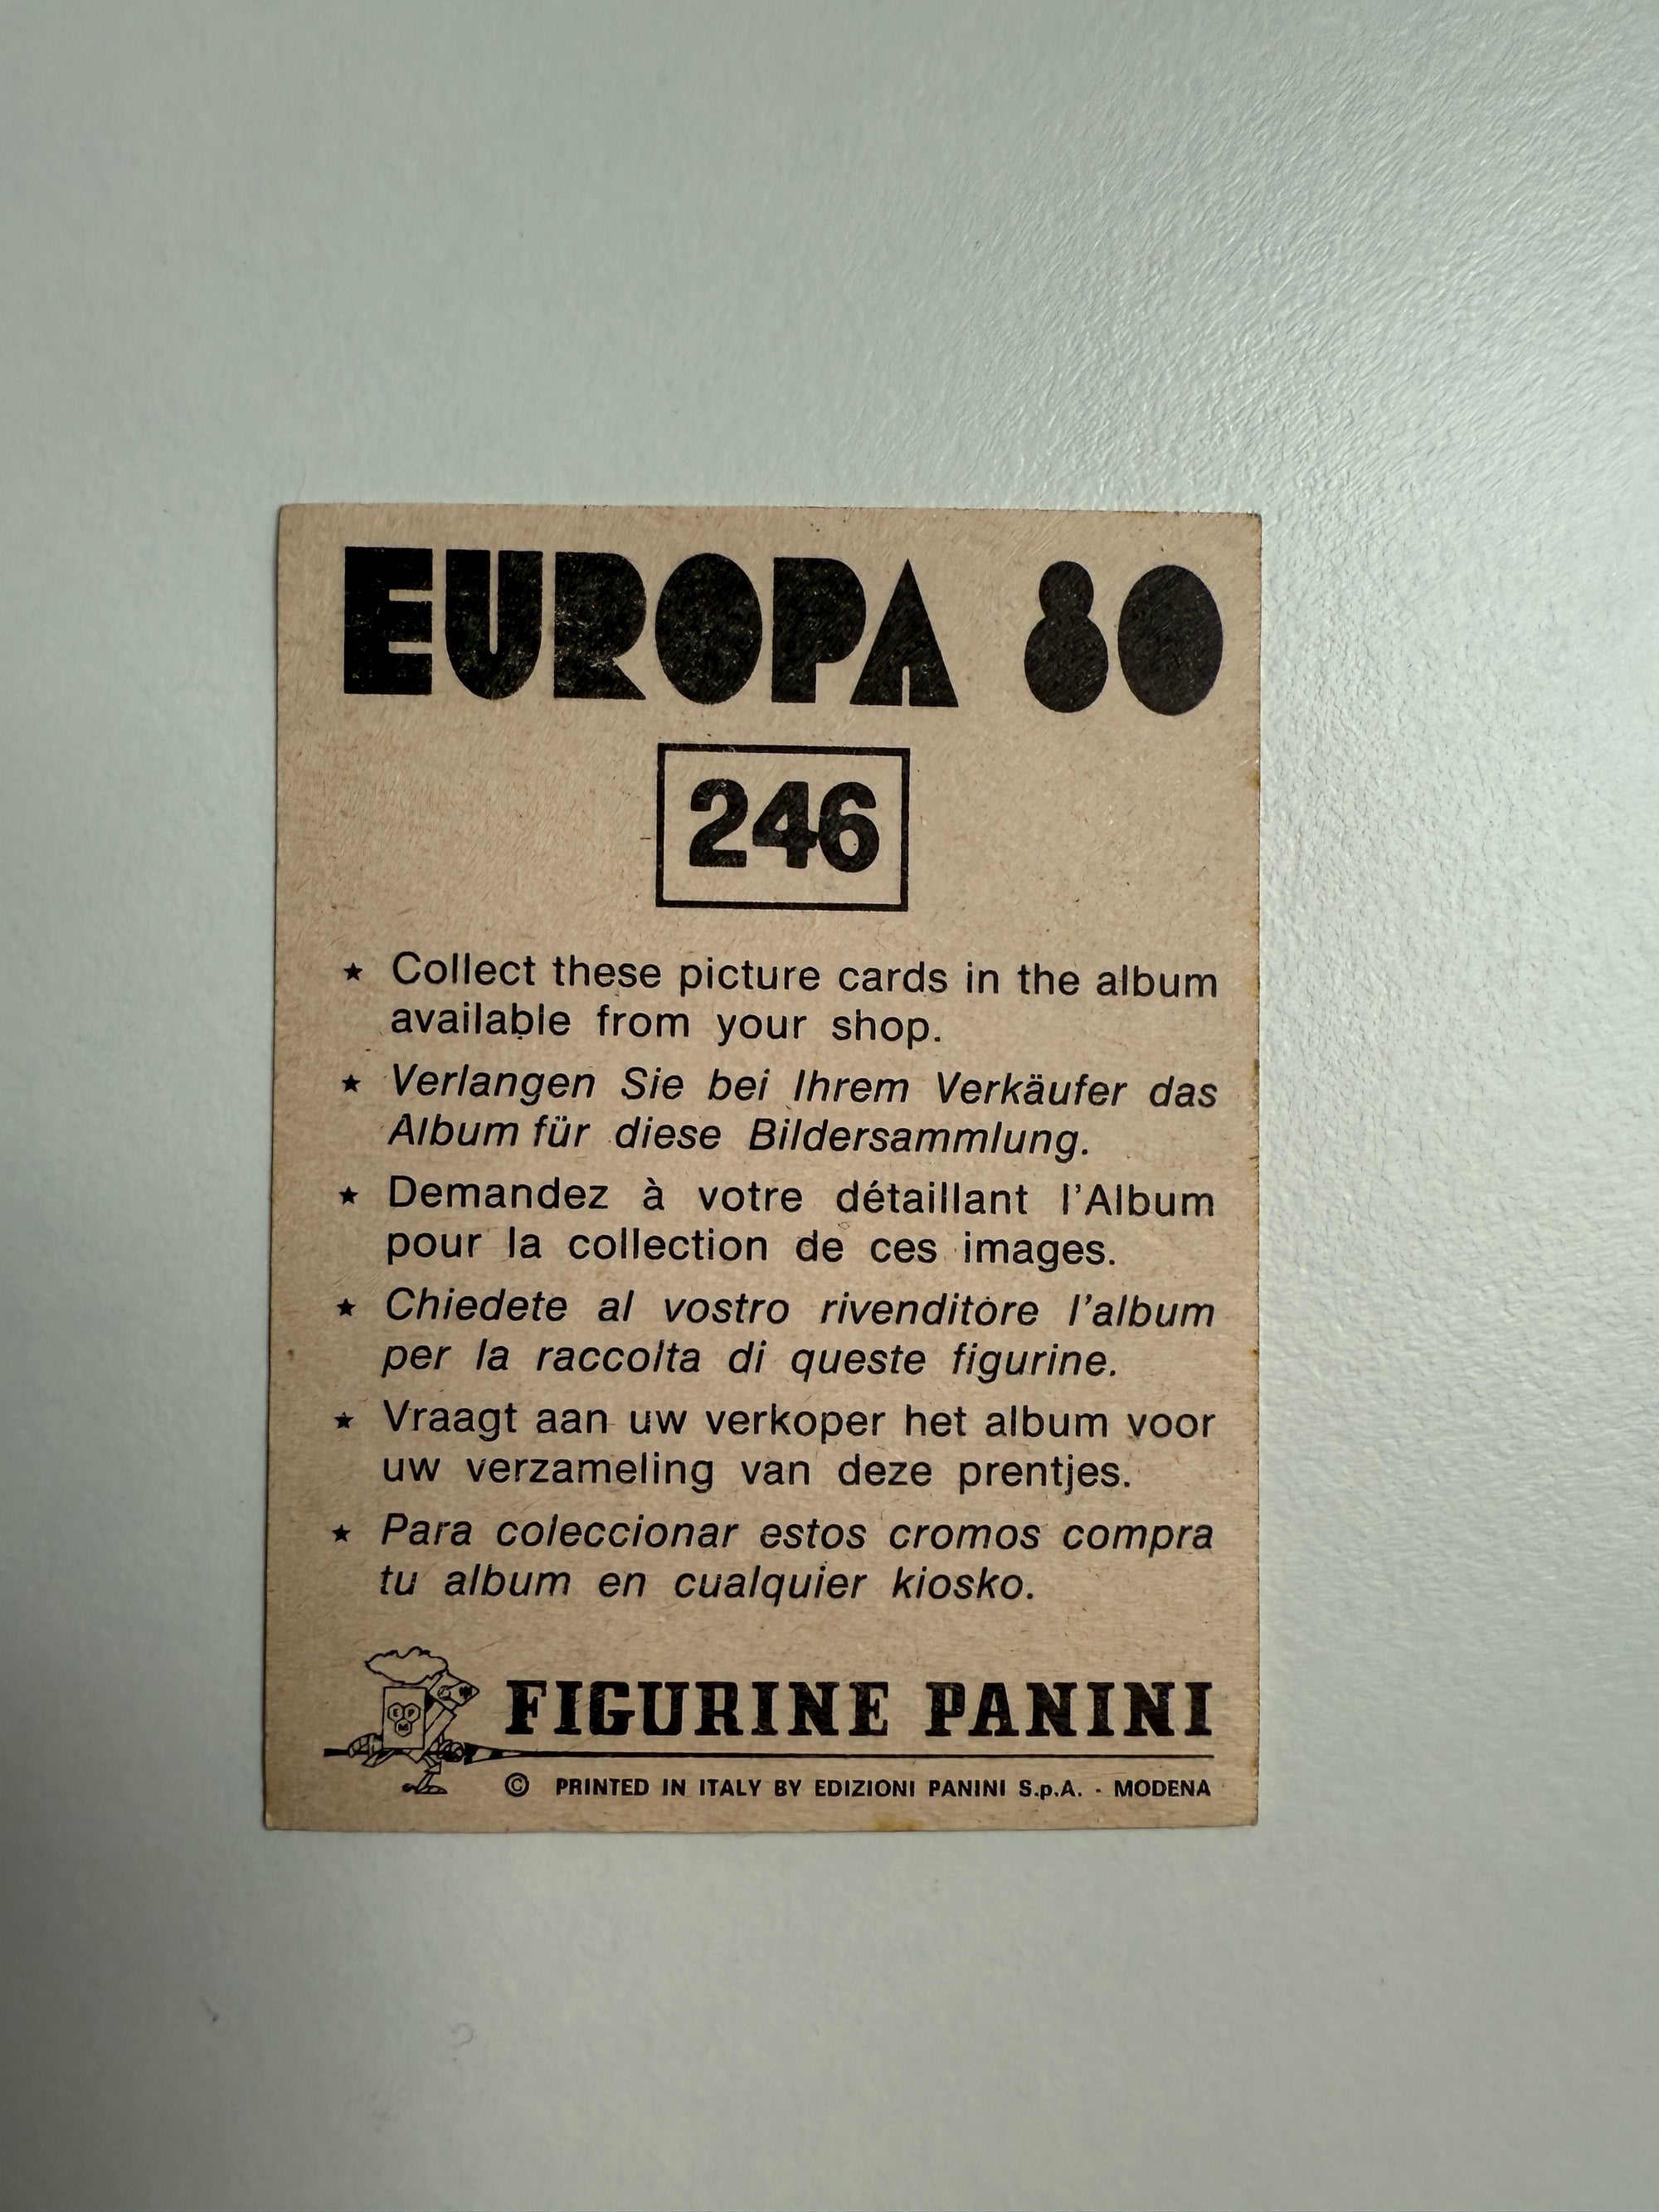 EUROPA 80
246
★ Collect these picture cards in the album
available from your shop.
★ Verlangen Sie bei Ihrem Verkäufer das
Album für diese Bildersammlung.
★ Demandez à votre détaillant l'Album
pour la collection de ces images.
★ Chiedete al vostro rivenditore l'album
per la raccolta di queste figurine.
★ Vraagt aan uw verkoper het album voor
uw verzameling van deze prentjes.
★ Para coleccionar estos cromos compra
tu album en cualquier kiosko.
EPM
FIGURINE PANINI
© PRINTED IN ITALY BY EDIZIONI PANINI S.p.A. - MODENA